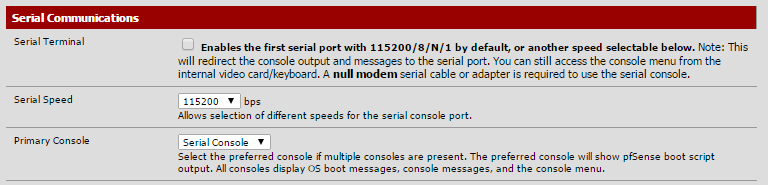 Serial Communications
Serial Terminal
Enables the first serial port with 115200/8/N/1 by default, or another speed selectable below. Note: This
will redirect the console output and messages to the serial port. You can still access the console menu from the
internal video card/keyboard. A null modem serial cable or adapter is required to use the serial console.
Serial Speed
115200 bps
Allows selection of different speeds for the serial console port.
Primary Console
Serial Console
Select the preferred console if multiple consoles are present. The preferred console will show pfSense boot script
output. All consoles display OS boot messages, console messages, and the console menu.